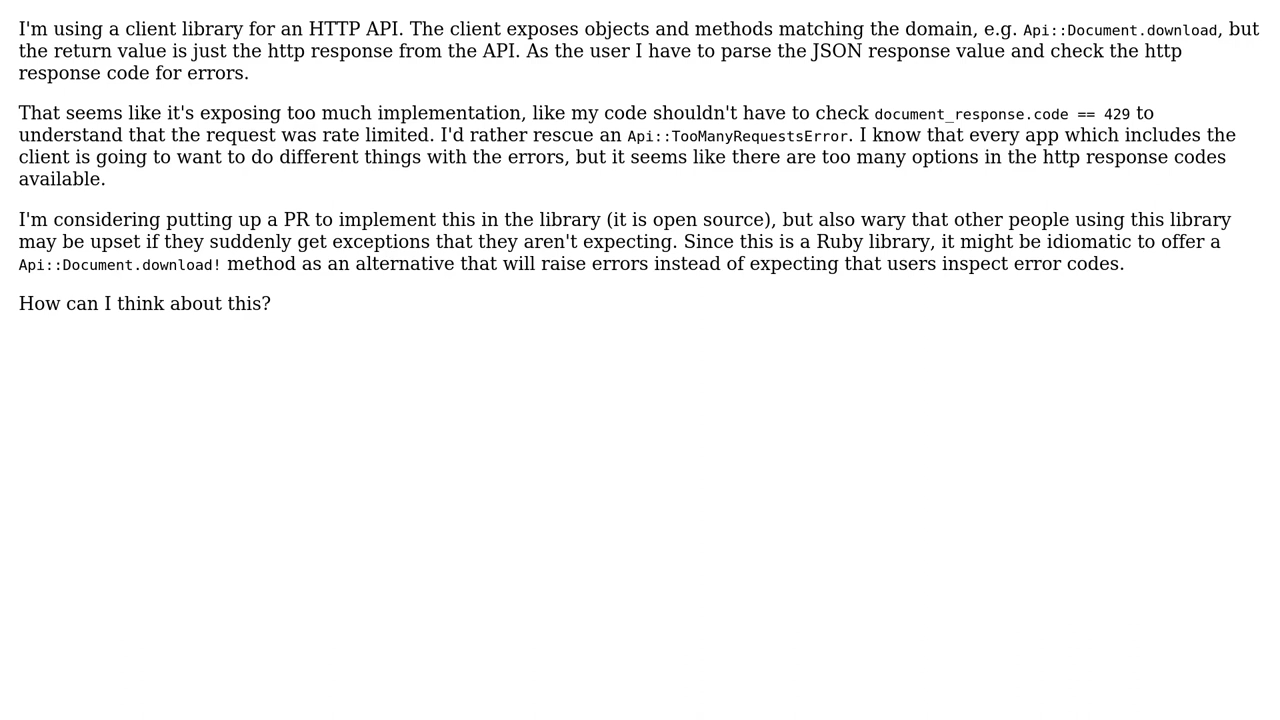 I'm using a client library for an HTTP API. The client exposes objects and methods matching the domain, e.g. Api::Document.download, but
the return value is just the http response from the API. As the user I have to parse the JSON response value and check the http
response code for errors.
That seems like it's exposing too much implementation, like my code shouldn't have to check document_response.code == 429 to
understand that the request was rate limited. I'd rather rescue an Api::TooManyRequestsError. I know that every app which includes the
client is going to want to do different things with the errors, but it seems like there are too many options in the http response codes
available.
I'm considering putting up a PR to implement this in the library (it is open source), but also wary that other people using this library
may be upset if they suddenly get exceptions that they aren't expecting. Since this is a Ruby library, it might be idiomatic to offer a
Api::Document.download! method as an alternative that will raise errors instead of expecting that users inspect error codes.
How can I think about this?